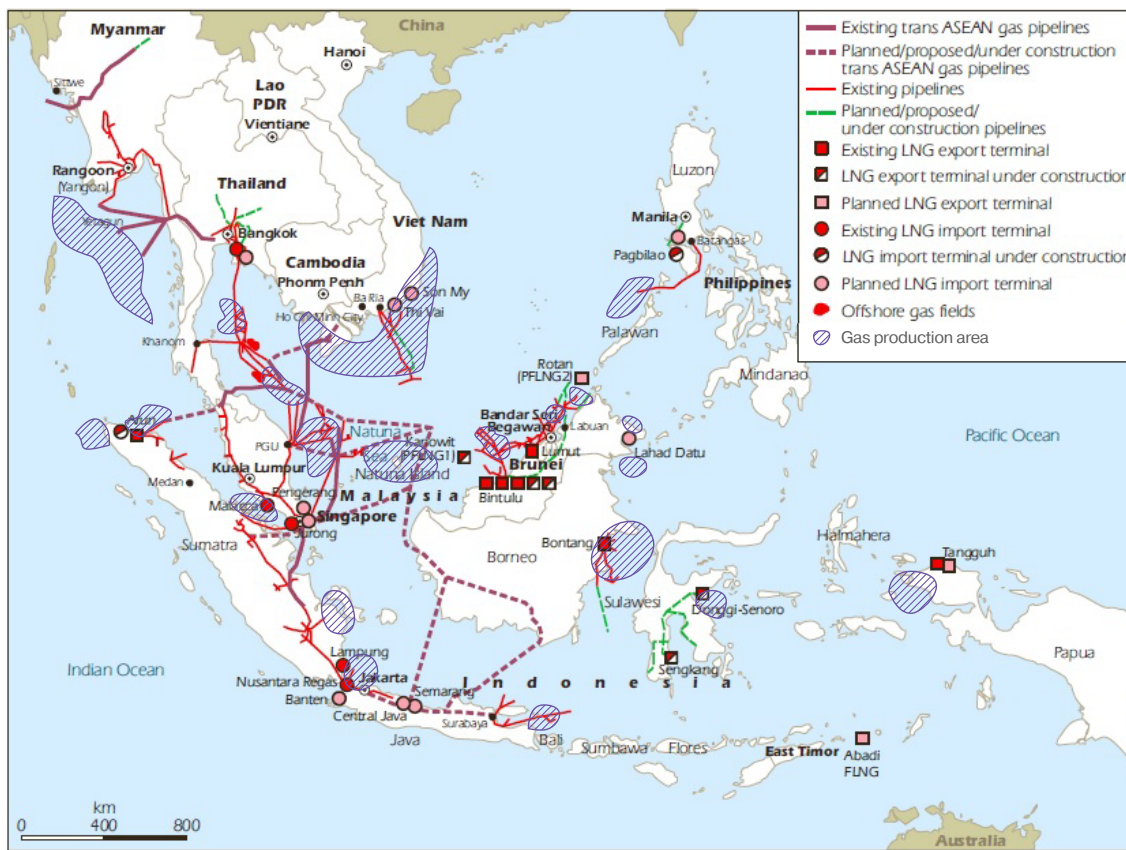 China
Myanmar
Hanoi
Sittwe
Lao
PDR
Vientiane
Rangoon
(Yangon)
Thailand
Yetagun
Viet Nam
Bangkok
Cambodia
Phonm Penh
Ba Ria
Son My
Ho Chi Minh City
Thi Vai
Khanom
Luzon
Manila
Batangas
Pagbilao
Philippines
Palawan
Mindanao
Rotan
(PFLNG2)
Bandar Seri
Begawan
Labuan
Arun
PGU
Natuna
Sea
Kanowit
(PFLNG1)
Natuna Island
Lumut
Brunei
Lahad Datu
Pacific Ocean
Medan
Kuala Lumpur
Malaysia
Bintulu
Pengerang
Melaka
Singapore
Jurong
Sumatra
Borneo
Bontang
Halmahera
Tangguh
Sulawesi
Donggi-Senoro
Sengkang
Papua
Indian Ocean
Lampung
Nusantara Regas
Jakarta
Indonesia
Banten
Semarang
Central Java
Surabaya
Java
Bali
Sumbawa
Flores
East Timor
Abadi
FLNG
Australia
km
0 400 800
Existing trans ASEAN gas pipelines
Planned/proposed/under construction
trans ASEAN gas pipelines
Existing pipelines
Planned/proposed/
under construction pipelines
Existing LNG export terminal
LNG export terminal under construction
Planned LNG export terminal
Existing LNG import terminal
LNG import terminal under construction
Planned LNG import terminal
Offshore gas fields
Gas production area